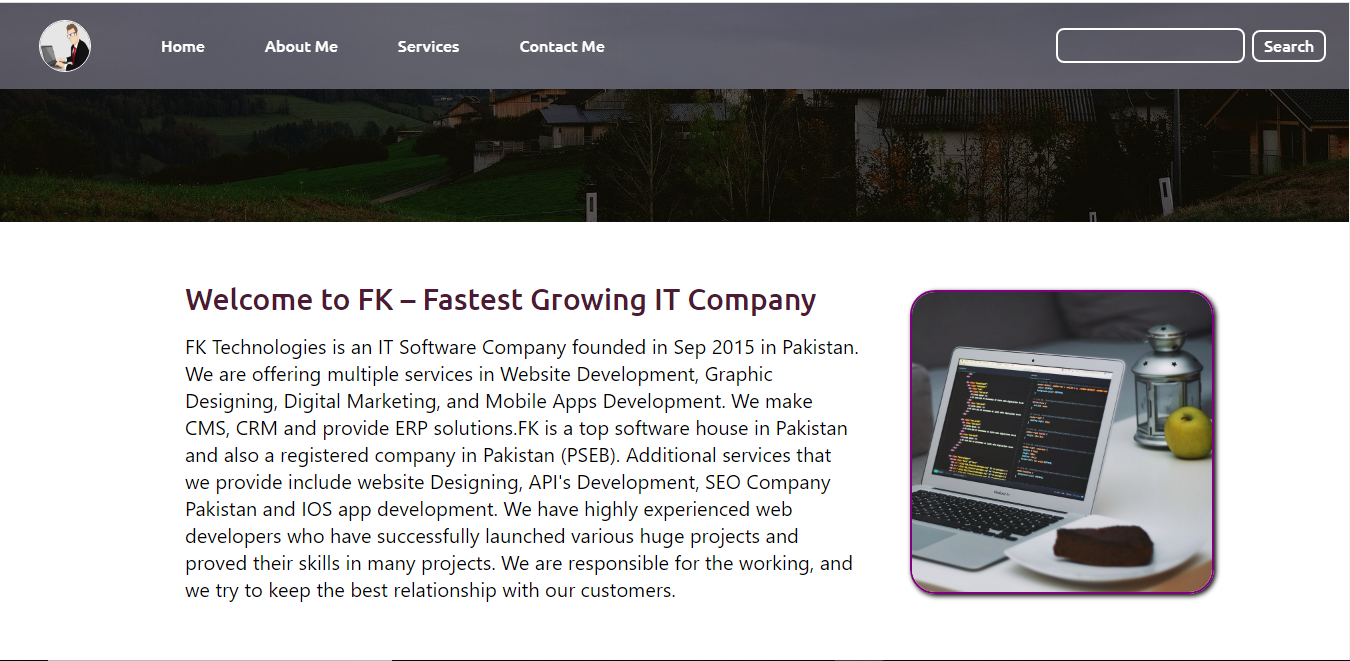 Home About Me Services Contact Me Search
Welcome to FK – Fastest Growing IT Company
FK Technologies is an IT Software Company founded in Sep 2015 in Pakistan.
We are offering multiple services in Website Development, Graphic
Designing, Digital Marketing, and Mobile Apps Development. We make
CMS, CRM and provide ERP solutions.FK is a top software house in Pakistan
and also a registered company in Pakistan (PSEB). Additional services that
we provide include website Designing, API's Development, SEO Company
Pakistan and IOS app development. We have highly experienced web
developers who have successfully launched various huge projects and
proved their skills in many projects. We are responsible for the working, and
we try to keep the best relationship with our customers.